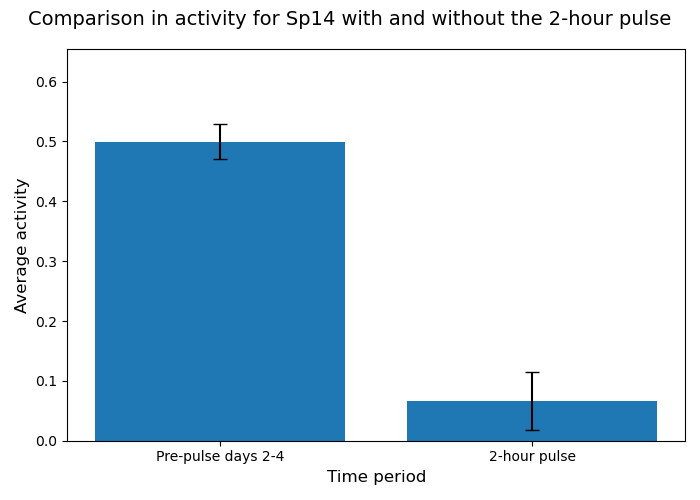 Comparison in activity for Sp14 with and without the 2-hour pulse
0.6
0.5
0.4
0.3
0.2
0.1
0.0
Average activity
Pre-pulse days 2-4
2-hour pulse
Time period